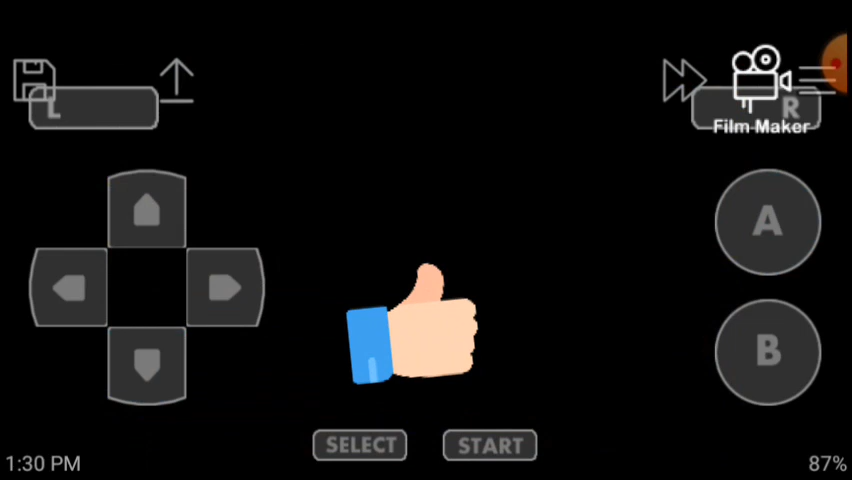 L
R
Film Maker
A
B
SELECT
START
1:30 PM
87%